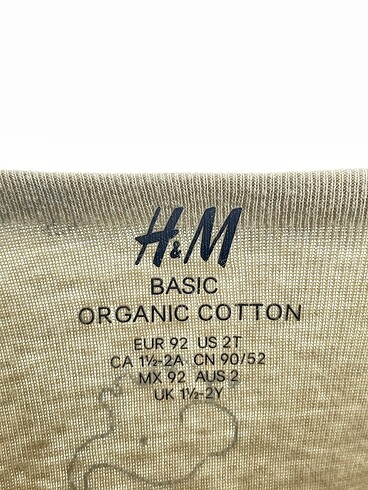 H&M
BASIC
ORGANIC COTTON
EUR 92 US 2T
CA 1½-2A CN 90/52
MX 92 AUS 2
UK 1½-2Y